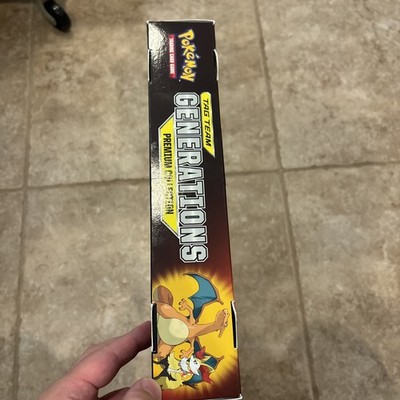 Pokémon
TRADING CARD GAME
TAG TEAM
GENERATIONS
PREMIUM COLLECTION